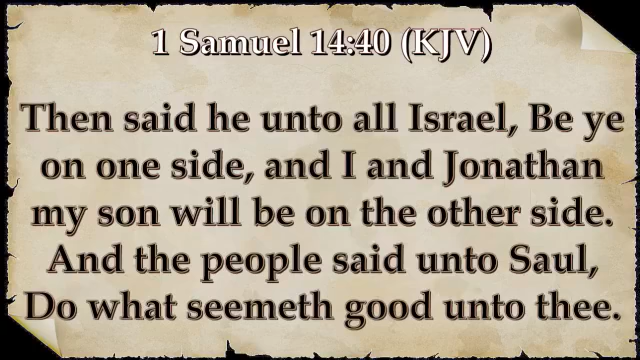 1 Samuel 14:40 (KJV)
Then said he unto all Israel, Be ye
on one side, and I and Jonathan
my son will be on the other side.
And the people said unto Saul,
Do what seemeth good unto thee.